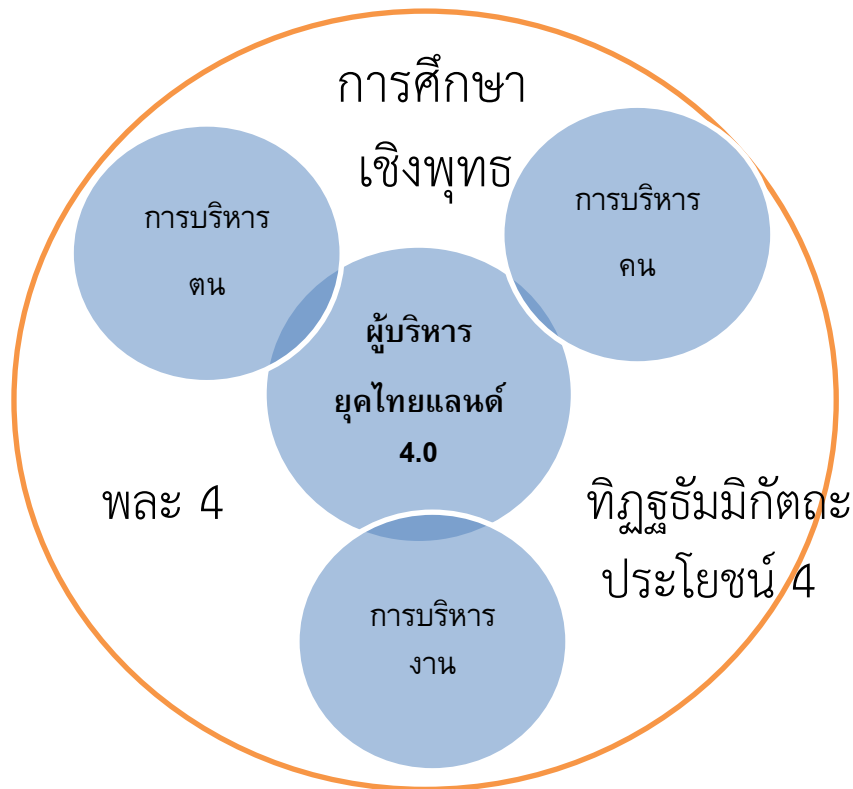 การศึกษา
เชิงพุทธ
การบริหาร
ตน
การบริหาร
คน
ผู้บริหาร
ยุคไทยแลนด์
4.0
พละ 4
ทิฏฐธัมมิกัตถะ
ประโยชน์ 4
การบริหาร
งาน